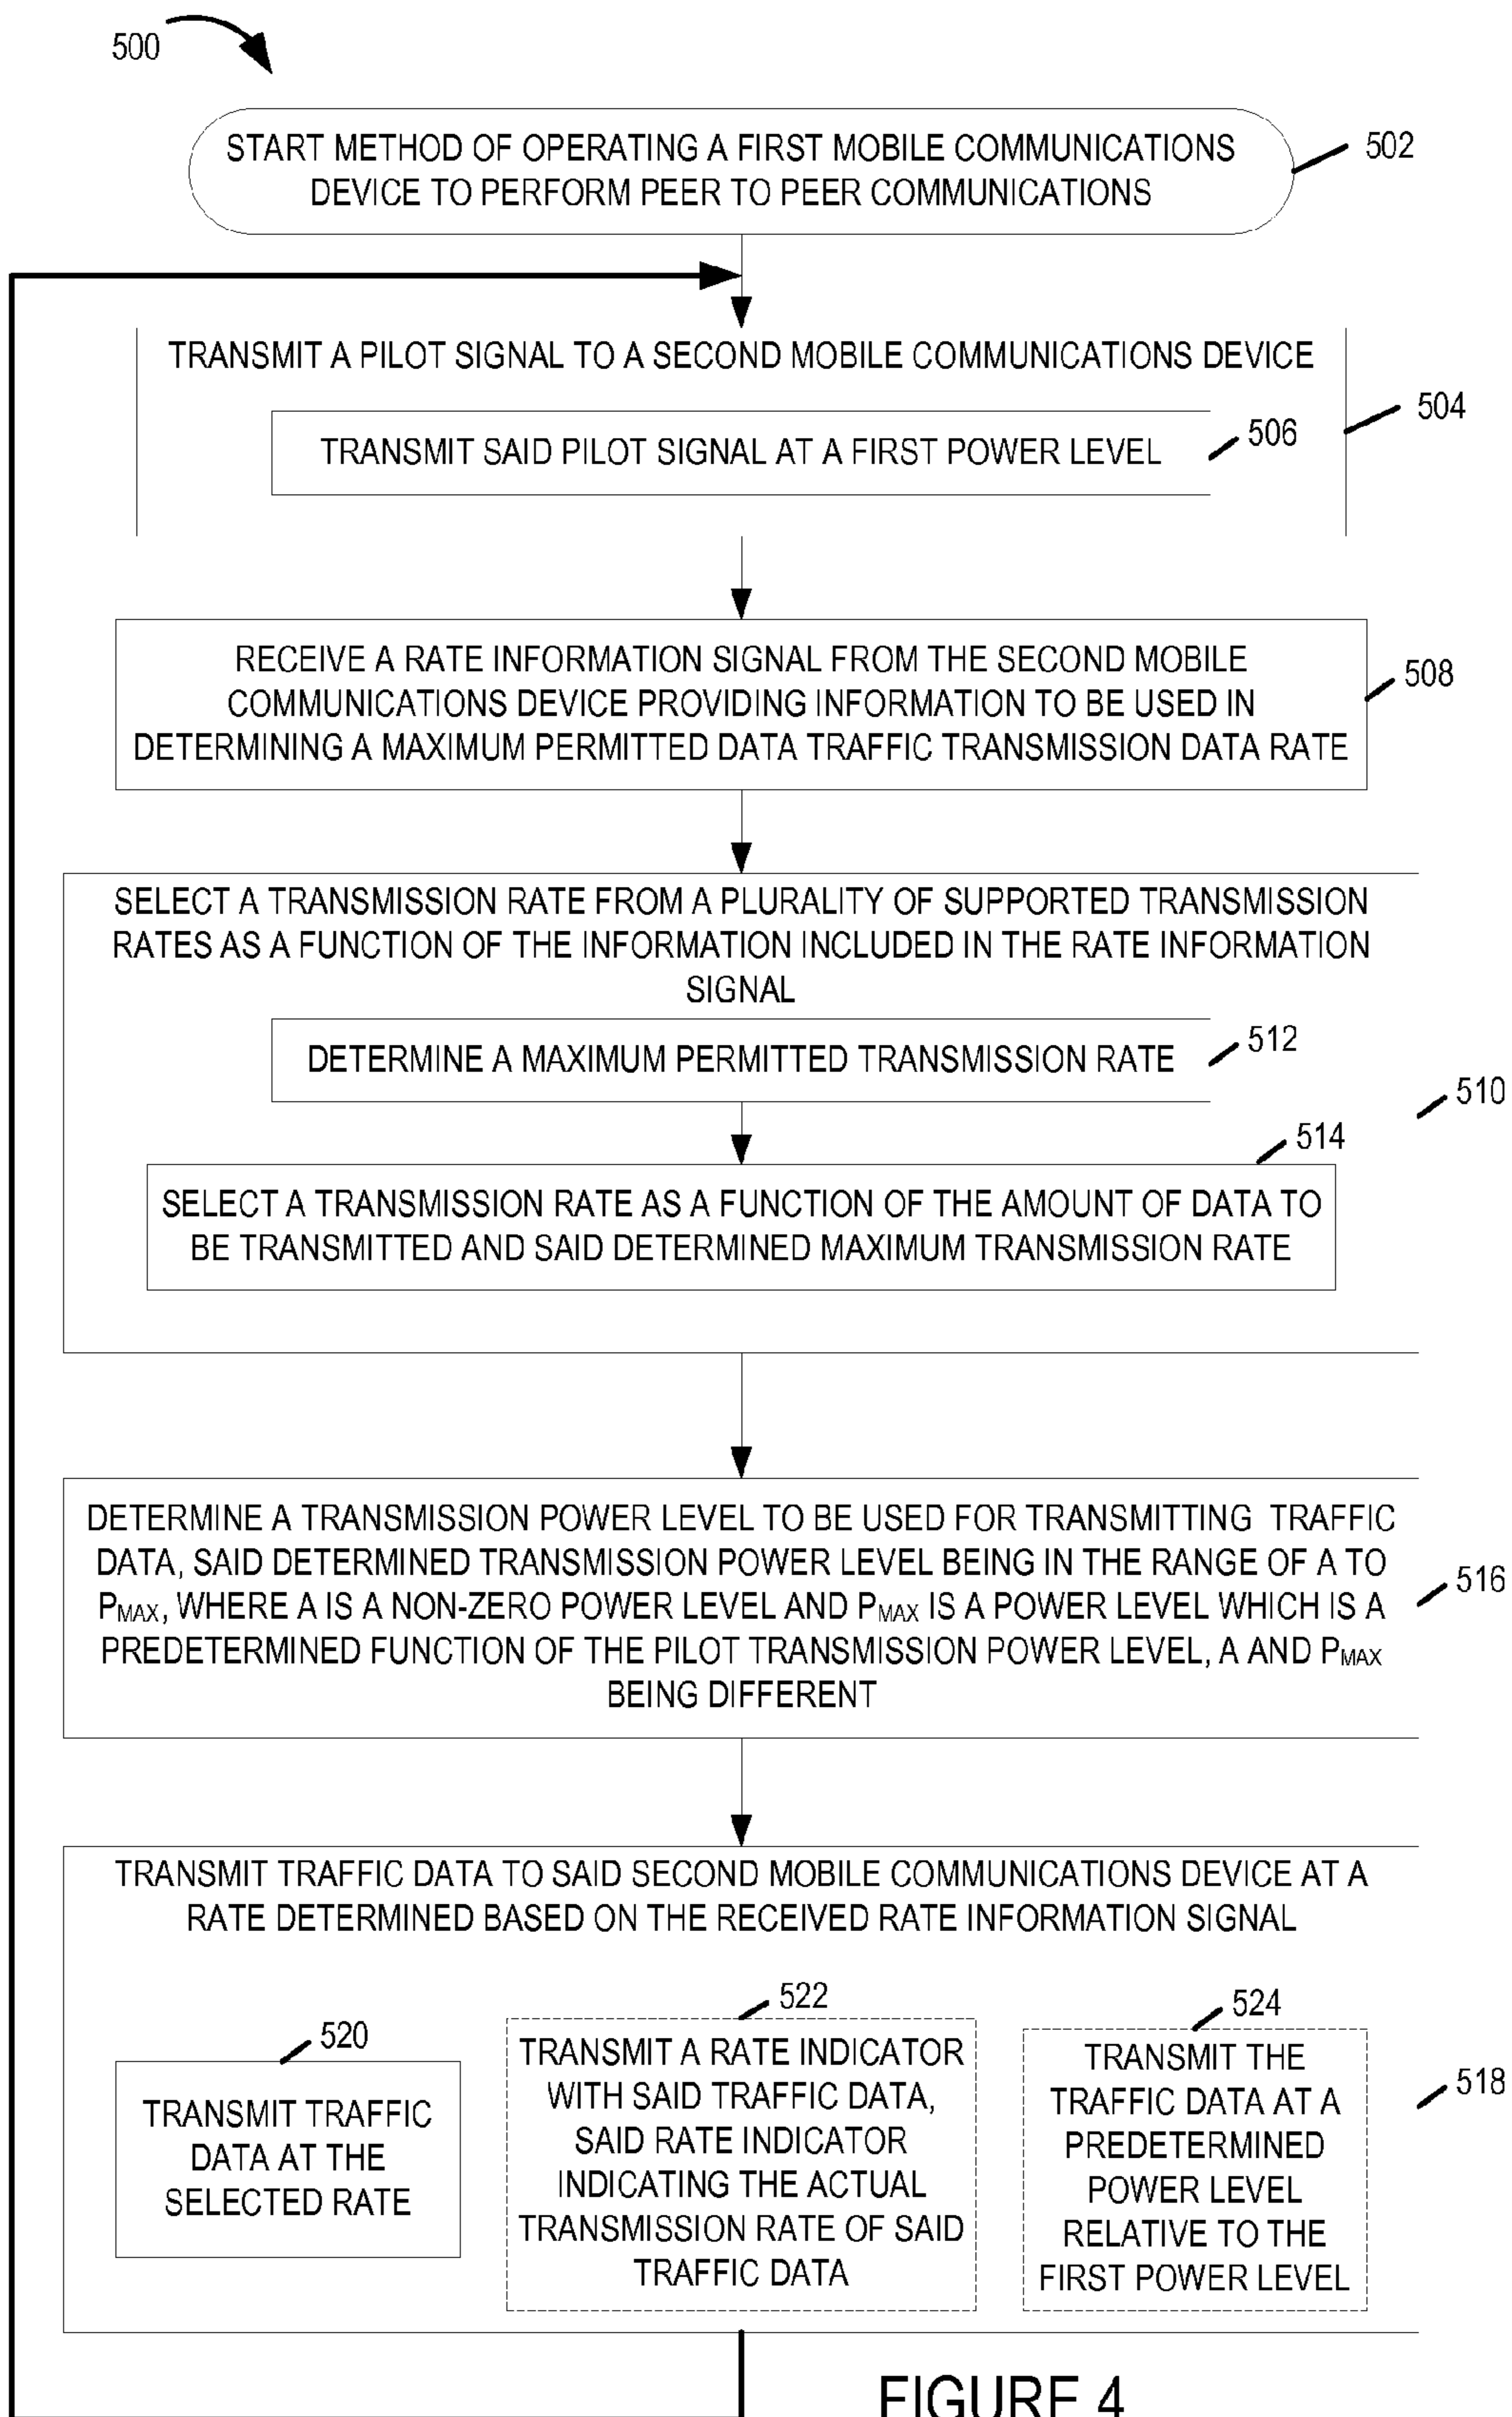 500
START METHOD OF OPERATING A FIRST MOBILE COMMUNICATIONS
DEVICE TO PERFORM PEER TO PEER COMMUNICATIONS
502
TRANSMIT A PILOT SIGNAL TO A SECOND MOBILE COMMUNICATIONS DEVICE
504
TRANSMIT SAID PILOT SIGNAL AT A FIRST POWER LEVEL
506
RECEIVE A RATE INFORMATION SIGNAL FROM THE SECOND MOBILE
COMMUNICATIONS DEVICE PROVIDING INFORMATION TO BE USED IN
DETERMINING A MAXIMUM PERMITTED DATA TRAFFIC TRANSMISSION DATA RATE
508
SELECT A TRANSMISSION RATE FROM A PLURALITY OF SUPPORTED TRANSMISSION
RATES AS A FUNCTION OF THE INFORMATION INCLUDED IN THE RATE INFORMATION
SIGNAL
DETERMINE A MAXIMUM PERMITTED TRANSMISSION RATE
512
510
514
SELECT A TRANSMISSION RATE AS A FUNCTION OF THE AMOUNT OF DATA TO
BE TRANSMITTED AND SAID DETERMINED MAXIMUM TRANSMISSION RATE
DETERMINE A TRANSMISSION POWER LEVEL TO BE USED FOR TRANSMITTING TRAFFIC
DATA, SAID DETERMINED TRANSMISSION POWER LEVEL BEING IN THE RANGE OF A TO
PMAX, WHERE A IS A NON-ZERO POWER LEVEL AND PMAX IS A POWER LEVEL WHICH IS A
PREDETERMINED FUNCTION OF THE PILOT TRANSMISSION POWER LEVEL, A AND PMAX
BEING DIFFERENT
516
TRANSMIT TRAFFIC DATA TO SAID SECOND MOBILE COMMUNICATIONS DEVICE AT A
RATE DETERMINED BASED ON THE RECEIVED RATE INFORMATION SIGNAL
520
TRANSMIT TRAFFIC
DATA AT THE
SELECTED RATE
522
TRANSMIT A RATE INDICATOR
WITH SAID TRAFFIC DATA,
SAID RATE INDICATOR
INDICATING THE ACTUAL
TRANSMISSION RATE OF SAID
TRAFFIC DATA
524
TRANSMIT THE
TRAFFIC DATA AT A
PREDETERMINED
POWER LEVEL
RELATIVE TO THE
FIRST POWER LEVEL
518
FIGURE 4